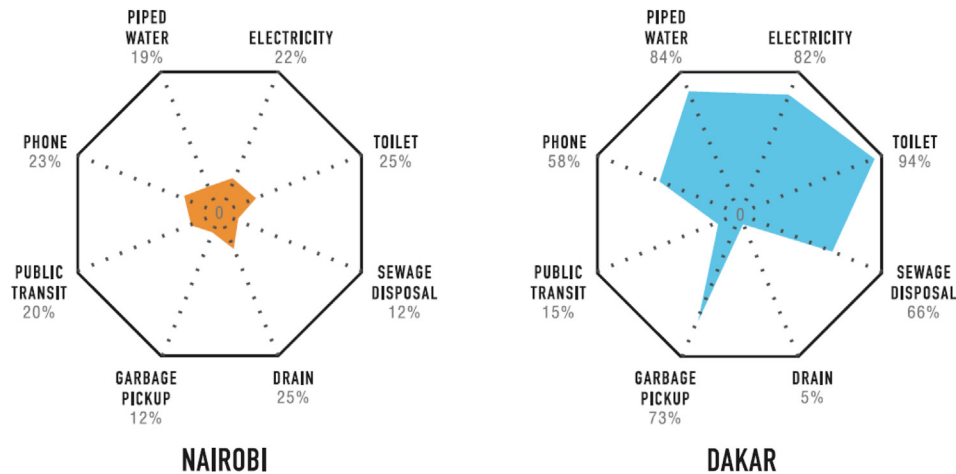 PIPED
WATER
19%
ELECTRICITY
22%
PHONE
23%
TOILET
25%
0
PUBLIC
TRANSIT
20%
SEWAGE
DISPOSAL
12%
GARBAGE
PICKUP
12%
DRAIN
25%
NAIROBI
PIPED
WATER
84%
ELECTRICITY
82%
PHONE
58%
TOILET
94%
0
PUBLIC
TRANSIT
15%
SEWAGE
DISPOSAL
66%
GARBAGE
PICKUP
73%
DRAIN
5%
DAKAR